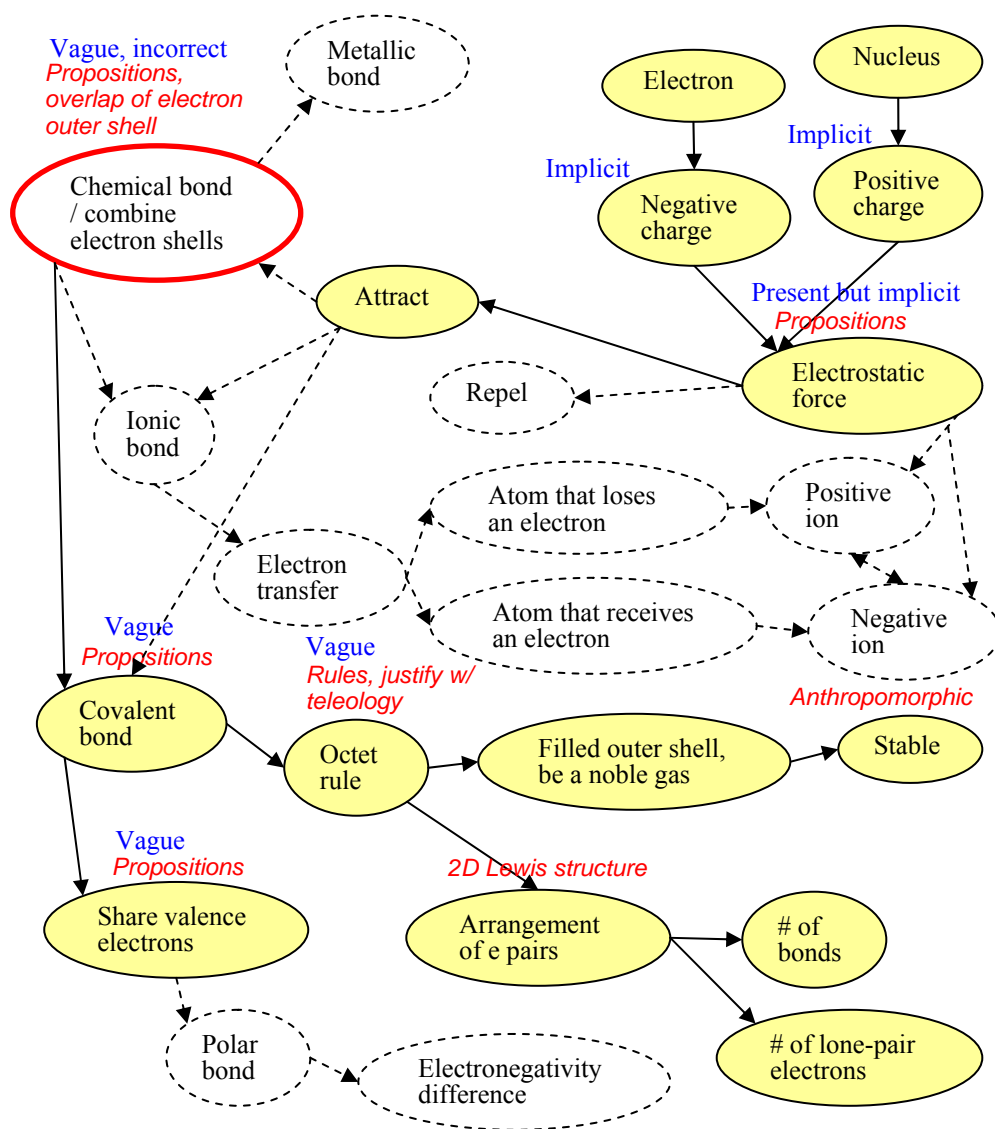 Vague, incorrect
Propositions,
overlap of electron
outer shell
Metallic
bond
Electron
Nucleus
Implicit
Implicit
Chemical bond
/ combine
electron shells
Negative
charge
Positive
charge
Attract
Present but implicit
Propositions
Electrostatic
force
Repel
Ionic
bond
Atom that loses
an electron
Positive
ion
Electron
transfer
Atom that receives
an electron
Negative
ion
Vague
Propositions
Covalent
bond
Vague
Rules, justify w/
teleology
Octet
rule
Filled outer shell,
be a noble gas
Anthropomorphic
Stable
Vague
Propositions
Share valence
electrons
2D Lewis structure
Arrangement
of e pairs
# of
bonds
# of lone-pair
electrons
Polar
bond
Electronegativity
difference